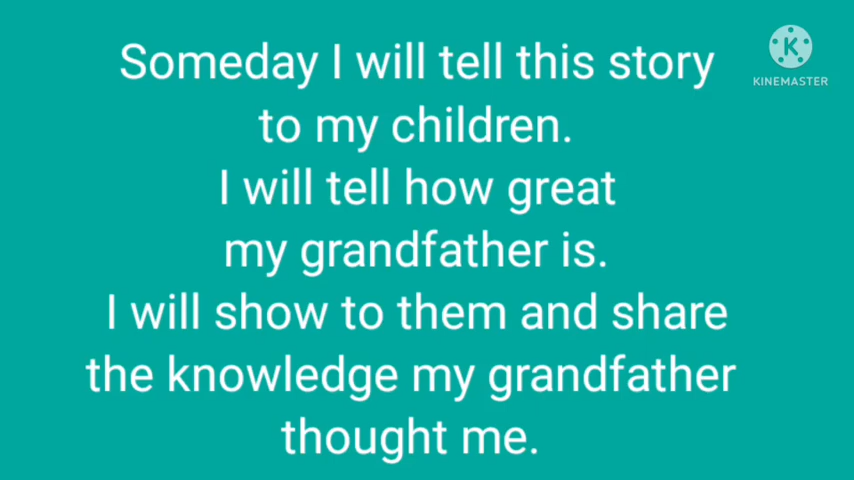 Someday I will tell this story
to my children.
I will tell how great
my grandfather is.
I will show to them and share
the knowledge my grandfather
thought me.
K
KINEMASTER